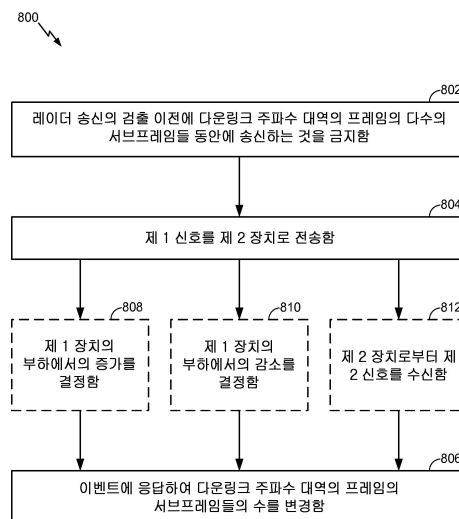 800
802
레이더 송신의 검출 이전에 다운링크 주파수 대역의 프레임의 다수의
서브프레임들 동안에 송신하는 것을 금지함
804
제 1 신호를 제 2 장치로 전송함
808
제 1 장치의
부하에서의 증가를
결정함
810
제 1 장치의
부하에서의 감소를
결정함
812
제 2 장치로부터 제
2 신호를 수신함
806
이벤트에 응답하여 다운링크 주파수 대역의 프레임의
서브프레임들의 수를 변경함